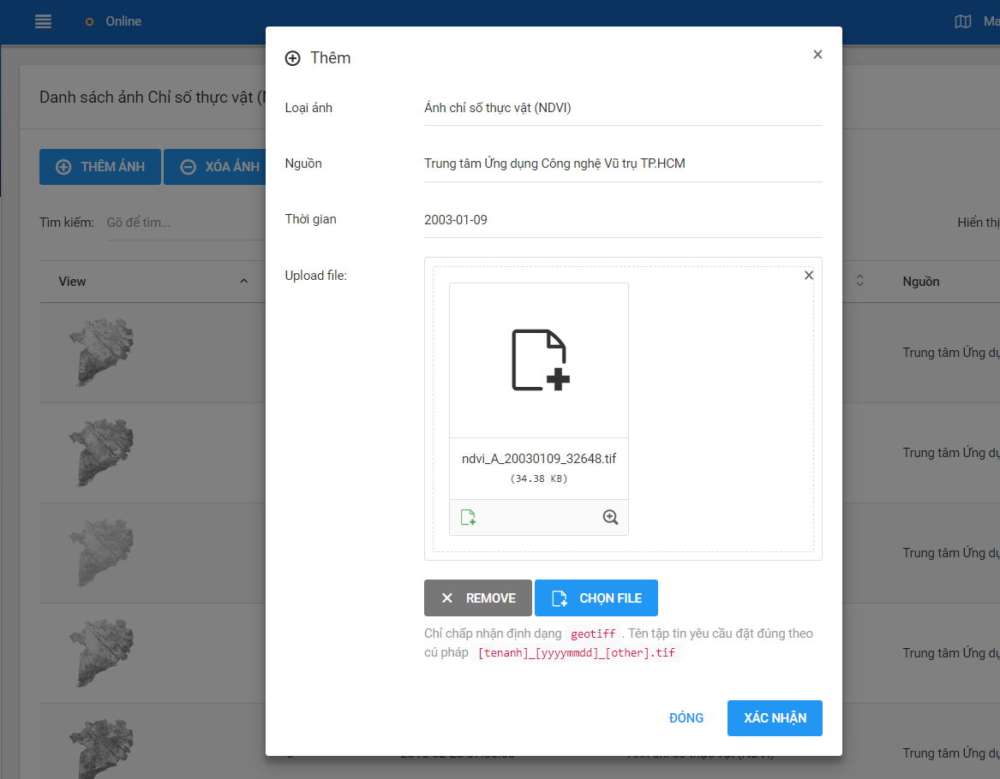 Online
Ma
Thêm
Danh sách ảnh Chỉ số thực vật (N
Loại ảnh
Ảnh chỉ số thực vật (NDVI)
THÊM ẢNH
XÓA ẢNH
Nguồn
Trung tâm Ứng dụng Công nghệ Vũ trụ TP.HCM
Tìm kiếm:
Gõ để tìm...
Thời gian
2003-01-09
Hiển thị
Upload file:
View
Nguồn
Trung tâm Ứng dụ
Trung tâm Ứng dụ
ndvi_A_20030109_32648.tif
(34.38 KB)
Trung tâm Ứng dụ
REMOVE
CHỌN FILE
Chỉ chấp nhận định dạng geotiff . Tên tập tin yêu cầu đặt đúng theo
cú pháp [tenanh]_[yyyymmdd]_[other].tif
Trung tâm Ứng dụ
ĐÓNG
XÁC NHẬN
Trung tâm Ứng dụ